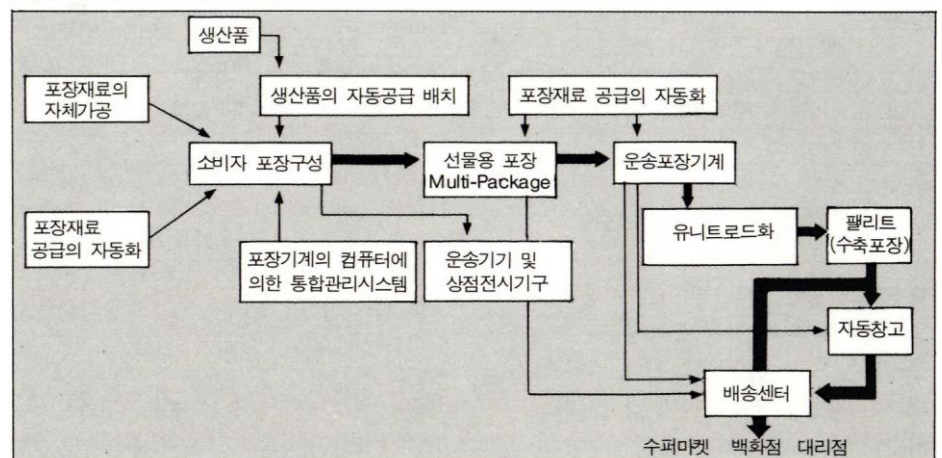 생산품
포장재료의
자체가공
생산품의 자동공급 배치
포장재료 공급의 자동화
소비자 포장구성
선물용 포장
Multi-Package
운송포장기계
포장재료
공급의 자동화
포장기계의 컴퓨터에
의한 통합관리시스템
운송기기 및
상점전시기구
유니트로드화
팰리트
(수축포장)
자동창고
배송센터
수퍼마켓 백화점 대리점